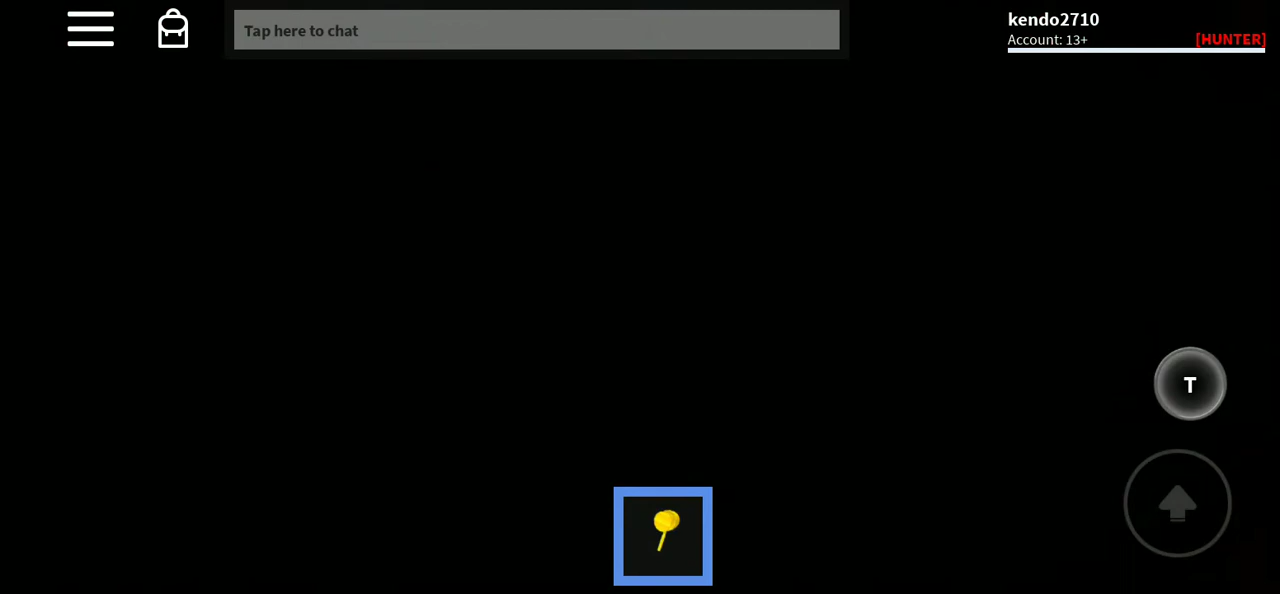 Tap here to chat
kendo2710
Account: 13+
[HUNTER]
T